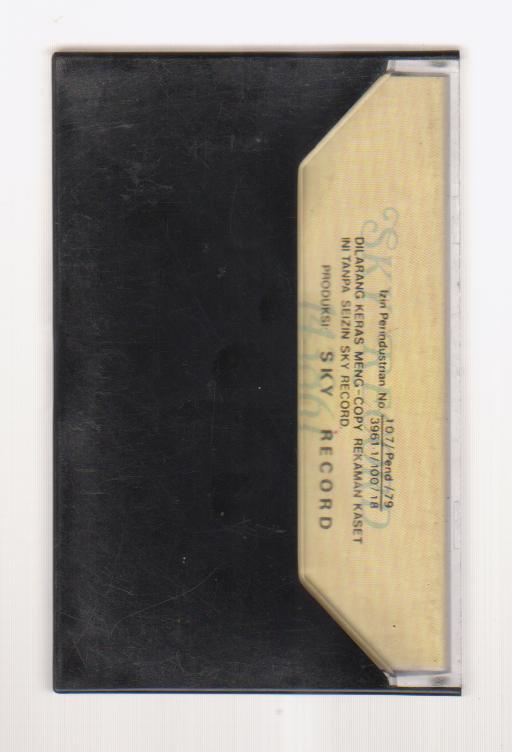 Izin Perindustrian No. 107/Pend/79
3961.1/100/18
DILARANG KERAS MENG-COPY REKAMAN KASET
INI TANPA SEIZIN SKY RECORD.
PRODUKSI: SKY RECORD